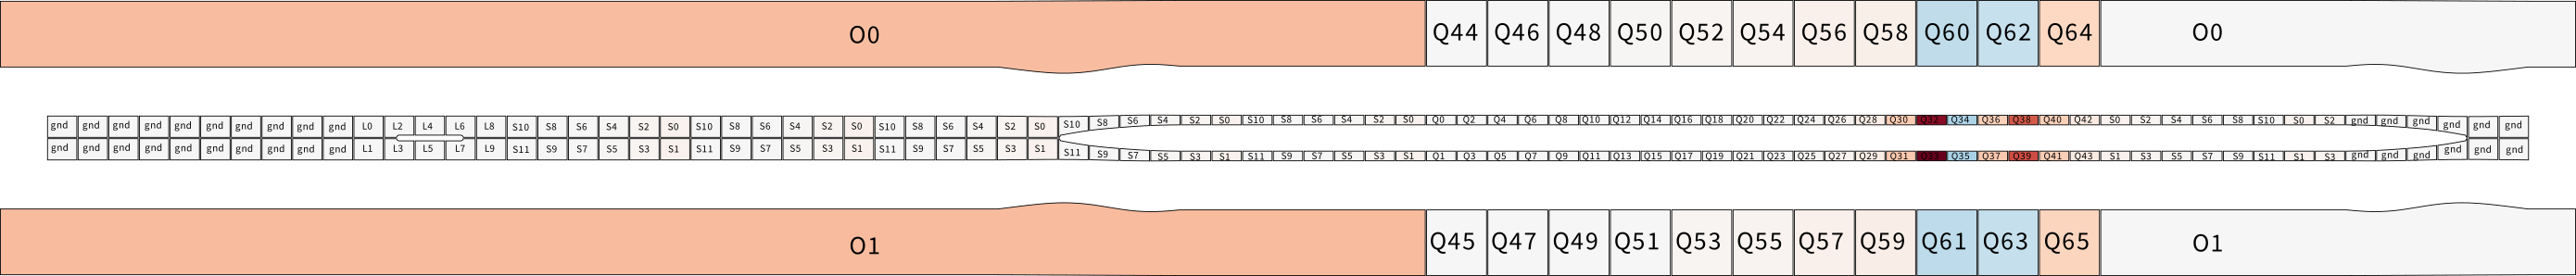 O0 Q44 Q46 Q48 Q50 Q52 Q54 Q56 Q58 Q60 Q62 Q64 O0
gnd gnd gnd gnd gnd gnd gnd gnd gnd gnd L0 L2 L4 L6 L8 S10 S8 S6 S4 S2 S0 S10 S8 S6 S4 S2 S0 S10 S8 S6 S4 S2 S0 S10 S8 S6 S4 S2 S0 S10 S8 S6 S4 S2 S0 Q0 Q2 Q4 Q6 Q8 Q10 Q12 Q14 Q16 Q18 Q20 Q22 Q24 Q26 Q28 Q30 Q32 Q34 Q36 Q38 Q40 Q42 S0 S2 S4 S6 S8 S10 S0 S2 gnd gnd gnd gnd gnd gnd
gnd gnd gnd gnd gnd gnd gnd gnd gnd gnd L1 L3 L5 L7 L9 S11 S9 S7 S5 S3 S1 S11 S9 S7 S5 S3 S1 S11 S9 S7 S5 S3 S1 S11 S9 S7 S5 S3 S1 S11 S9 S7 S5 S3 S1 Q1 Q3 Q5 Q7 Q9 Q11 Q13 Q15 Q17 Q19 Q21 Q23 Q25 Q27 Q29 Q31 Q33 Q35 Q37 Q39 Q41 Q43 S1 S3 S5 S7 S9 S11 S1 S3 gnd gnd gnd gnd gnd gnd
O1 Q45 Q47 Q49 Q51 Q53 Q55 Q57 Q59 Q61 Q63 Q65 O1